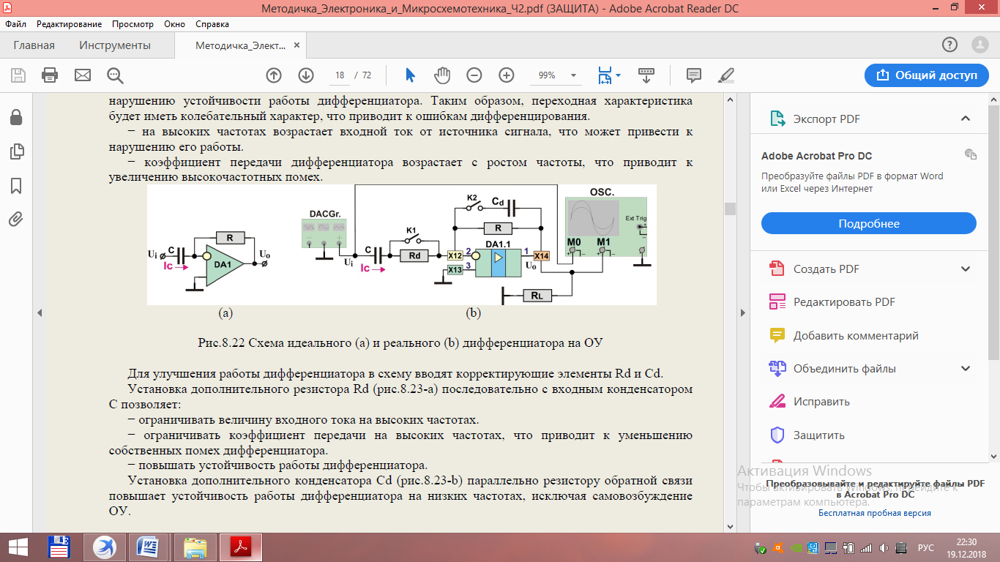 Методичка_Электроника_и_Микросхемотехника_Ч2.pdf (ЗАЩИТА) - Adobe Acrobat Reader DC
Файл Редактирование Просмотр Окно Справка
Главная Инструменты Методичка_Элект... ×
18 / 72 99% Общий доступ
нарушению устойчивости работы дифференциатора. Таким образом, переходная характеристика
будет иметь колебательный характер, что приводит к ошибкам дифференцирования.
− на высоких частотах возрастает входной ток от источника сигнала, что может привести к
нарушению его работы.
− коэффициент передачи дифференциатора возрастает с ростом частоты, что приводит к
увеличению высокочастотных помех.
R
Ui C
Ic
DA1
Uo
DACGr.
Ui
C
Ic
K1
Rd
K2 Cd
R
DA1.1
X12 2 1 X14
X13 3 Uo
RL
OSC.
Ext Trig
M0 M1
(a) (b)
Рис.8.22 Схема идеального (a) и реального (b) дифференциатора на ОУ
Для улучшения работы дифференциатора в схему вводят корректирующие элементы Rd и Cd.
Установка дополнительного резистора Rd (рис.8.23-a) последовательно с входным конденсатором
С позволяет:
− ограничивать величину входного тока на высоких частотах.
− ограничивать коэффициент передачи на высоких частотах, что приводит к уменьшению
собственных помех дифференциатора.
− повышать устойчивость работы дифференциатора.
Установка дополнительного конденсатора Cd (рис.8.23-b) параллельно резистору обратной связи
повышает устойчивость работы дифференциатора на низких частотах, исключая самовозбуждение
ОУ.
Экспорт PDF
Adobe Acrobat Pro DC
Преобразуйте файлы PDF в формат Word
или Excel через Интернет
Подробнее
Создать PDF
Редактировать PDF
Добавить комментарий
Объединить файлы
Исправить
Защитить
Активация Windows
Чтобы активировать Windows, перейдите к
параметрам компьютера.
Преобразовывайте и редактируйте файлы PDF
в Acrobat Pro DC
Бесплатная пробная версия
РУС
22:30
19.12.2018